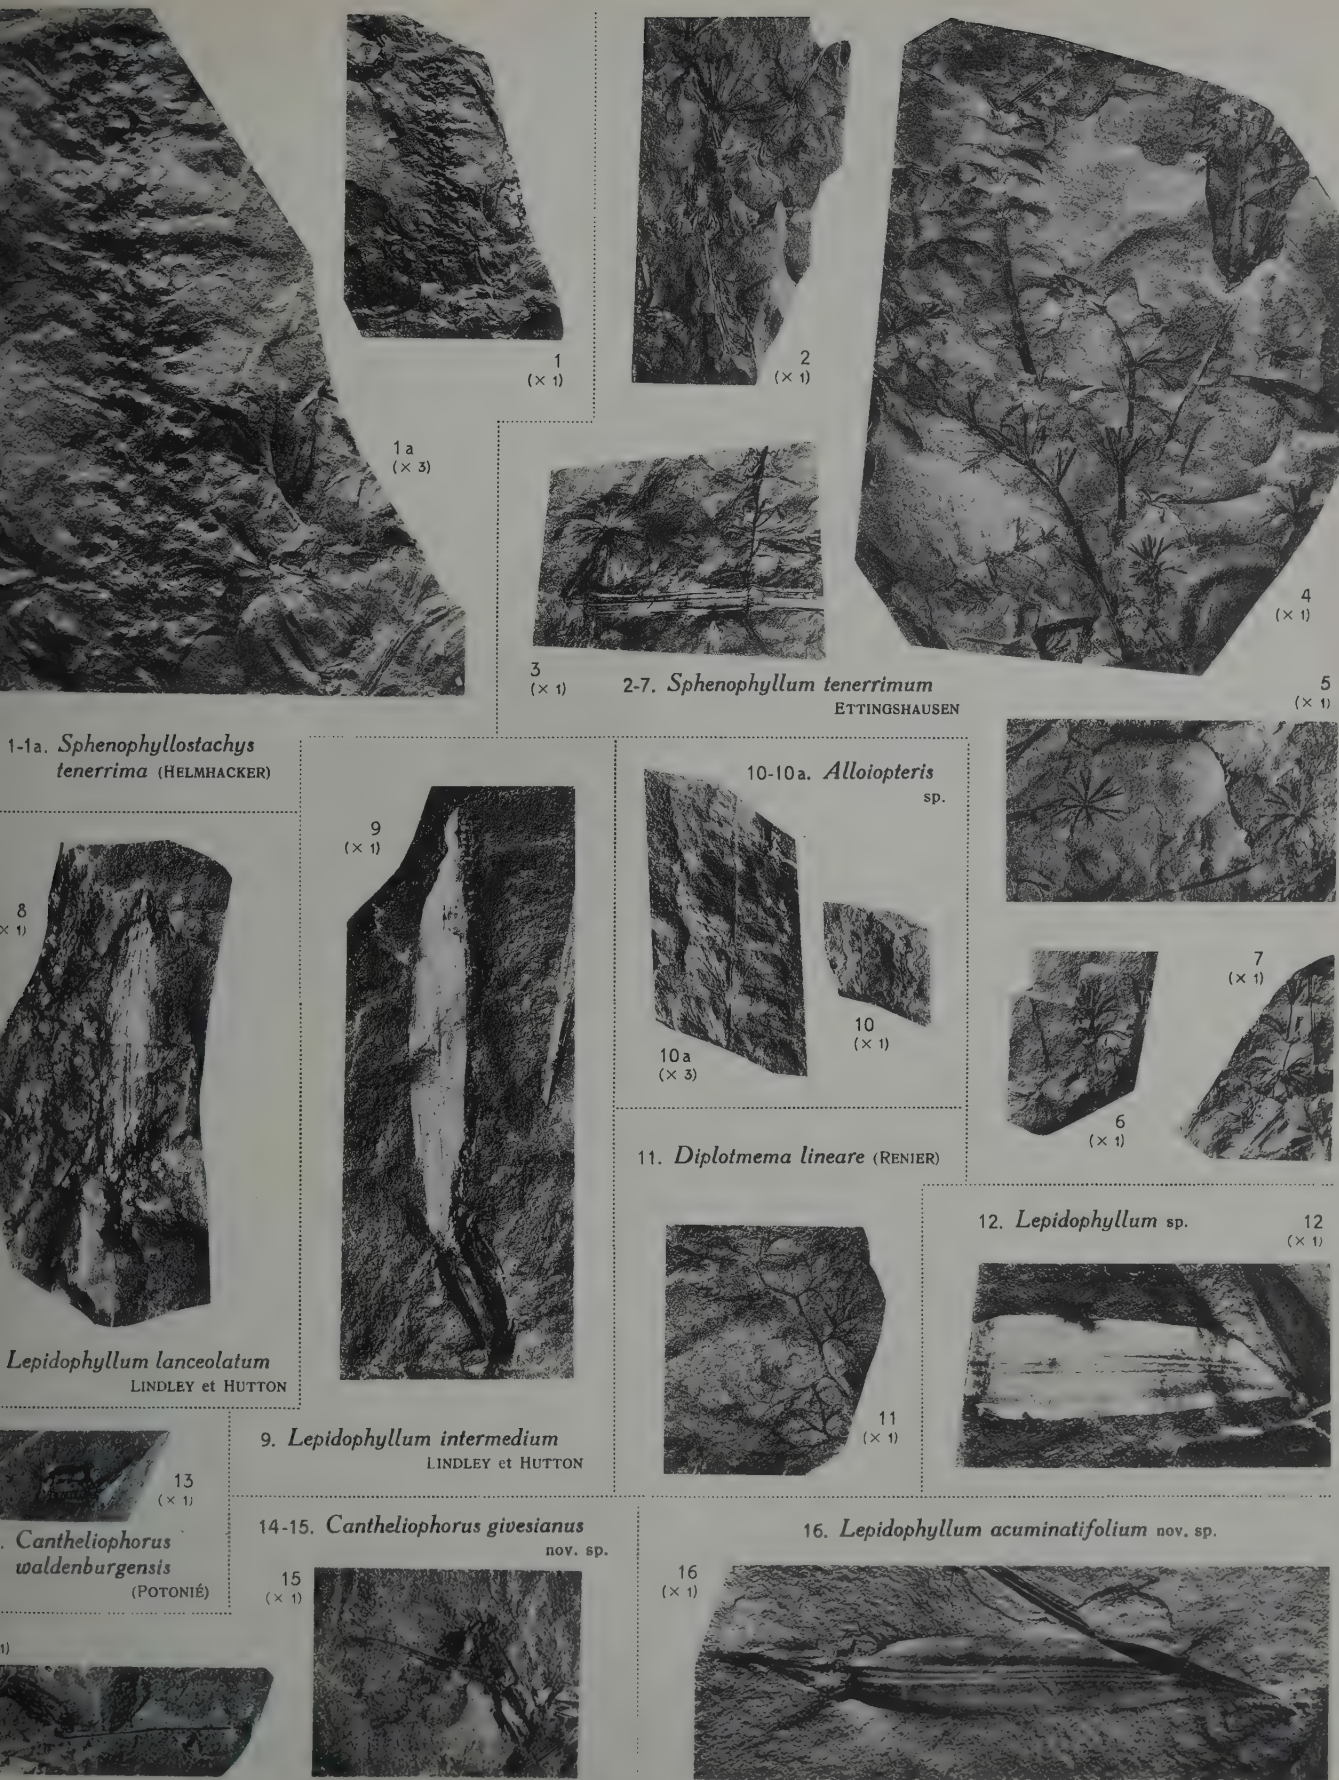 1
(× 1)
1 a
(× 3)
2
(× 1)
3
(× 1)
4
(× 1)
2-7. Sphenophyllum tenerrimum
ETTINGSHAUSEN
5
(× 1)
1-1a. Sphenophyllostachys
tenerrima (HELMHACKER)
8
× 1)
9
(× 1)
10-10a. Alloiopteris
sp.
10a
(× 3)
10
(× 1)
6
(× 1)
7
(× 1)
11. Diplotmema lineare (RENIER)
11
(× 1)
12. Lepidophyllum sp.
12
(× 1)
Lepidophyllum lanceolatum
LINDLEY et HUTTON
9. Lepidophyllum intermedium
LINDLEY et HUTTON
13
(× 1)
. Cantheliophorus
waldenburgensis
(POTONIÉ)
14-15. Cantheliophorus givesianus
nov. sp.
15
(× 1)
16. Lepidophyllum acuminatifolium nov. sp.
16
(× 1)
1)